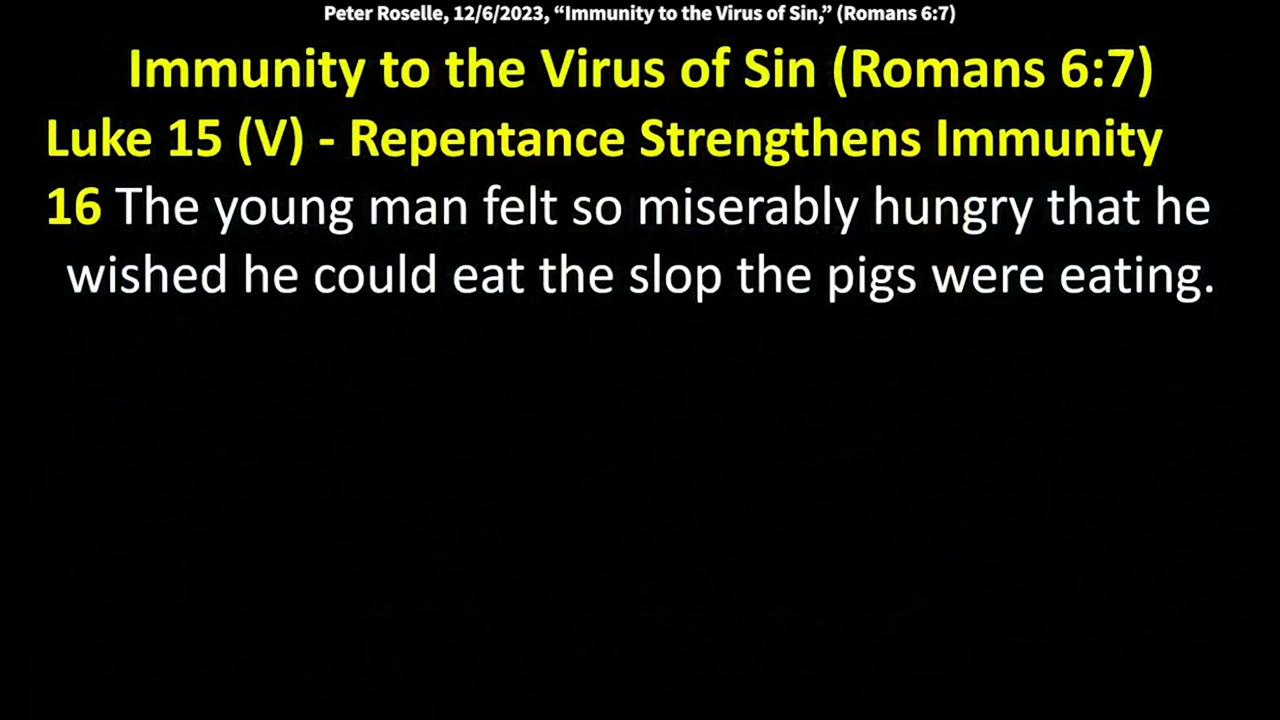 Peter Roselle, 12/6/2023, “Immunity to the Virus of Sin,” (Romans 6:7)
Immunity to the Virus of Sin (Romans 6:7)
Luke 15 (V) - Repentance Strengthens Immunity
16 The young man felt so miserably hungry that he
wished he could eat the slop the pigs were eating.